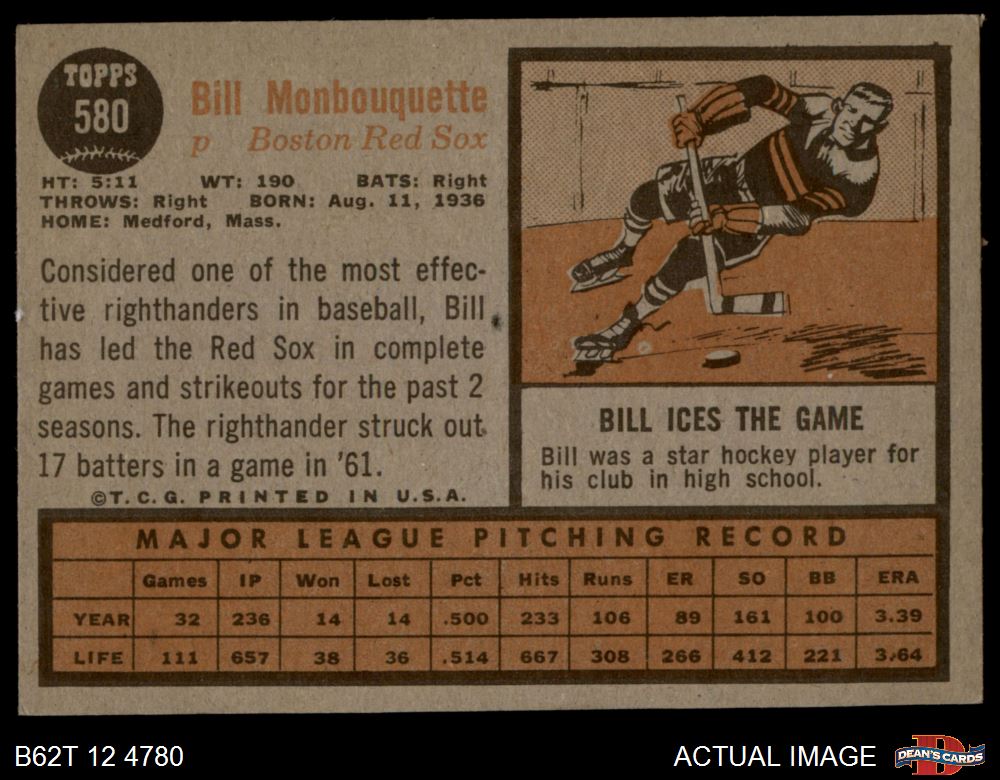 TOPPS
580
Bill Monbouquette
p Boston Red Sox
HT: 5:11 WT: 190 BATS: Right
THROWS: Right BORN: Aug. 11, 1936
HOME: Medford, Mass.
Considered one of the most effec-
tive righthanders in baseball, Bill
has led the Red Sox in complete
games and strikeouts for the past 2
seasons. The righthander struck out
17 batters in a game in '61.
©T.C.G. PRINTED IN U.S.A.
BILL ICES THE GAME
Bill was a star hockey player for
his club in high school.
MAJOR LEAGUE PITCHING RECORD
Games IP Won Lost Pct Hits Runs ER SO BB ERA
YEAR 32 236 14 14 .500 233 106 89 161 100 3.39
LIFE 111 657 38 36 .514 667 308 266 412 221 3.64
B62T 12 4780
ACTUAL IMAGE
D
DEAN'S CARDS